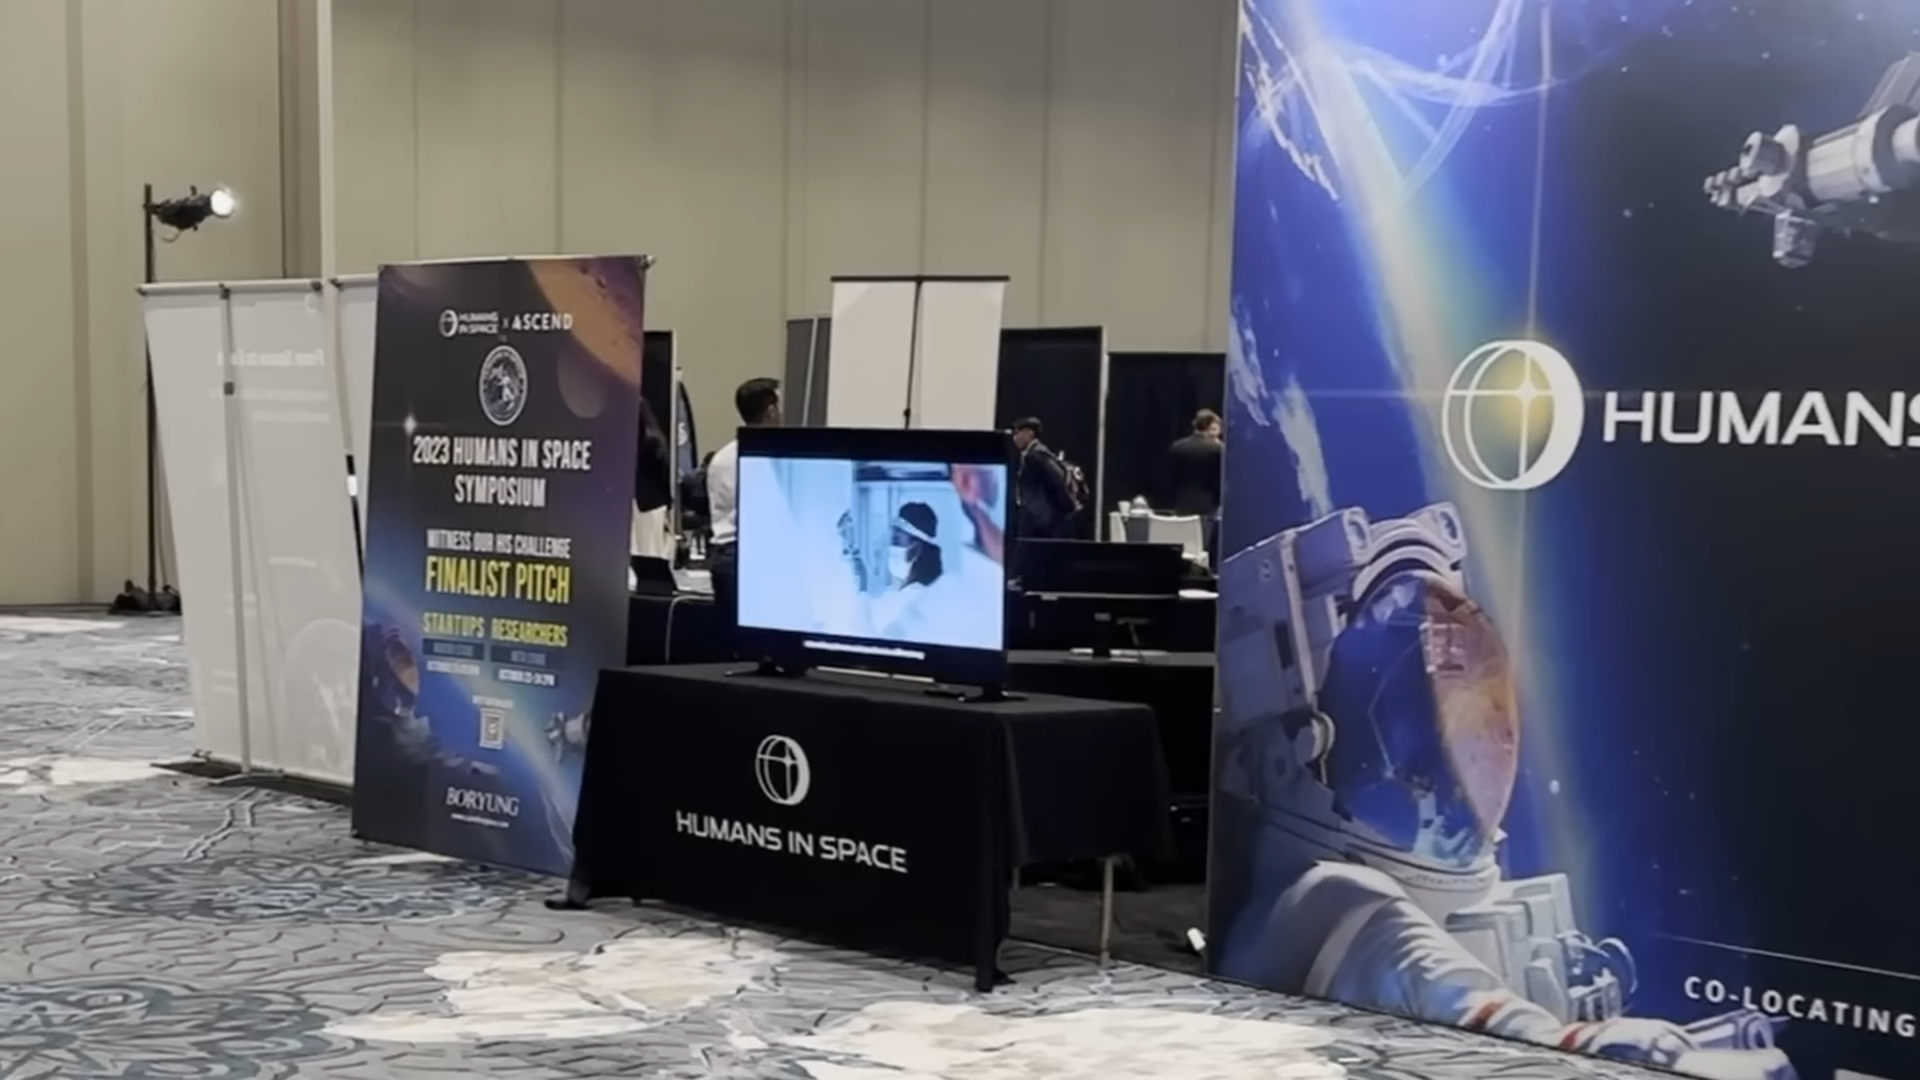 HUMANS
IN SPACE
x ASCEND
2023 HUMANS IN SPACE
SYMPOSIUM
WITNESS OUR HIS CHALLENGE
FINALIST PITCH
STARTUPS
RESEARCHERS
BORYUNG
HUMANS IN SPACE
HUMANS
CO-LOCATING